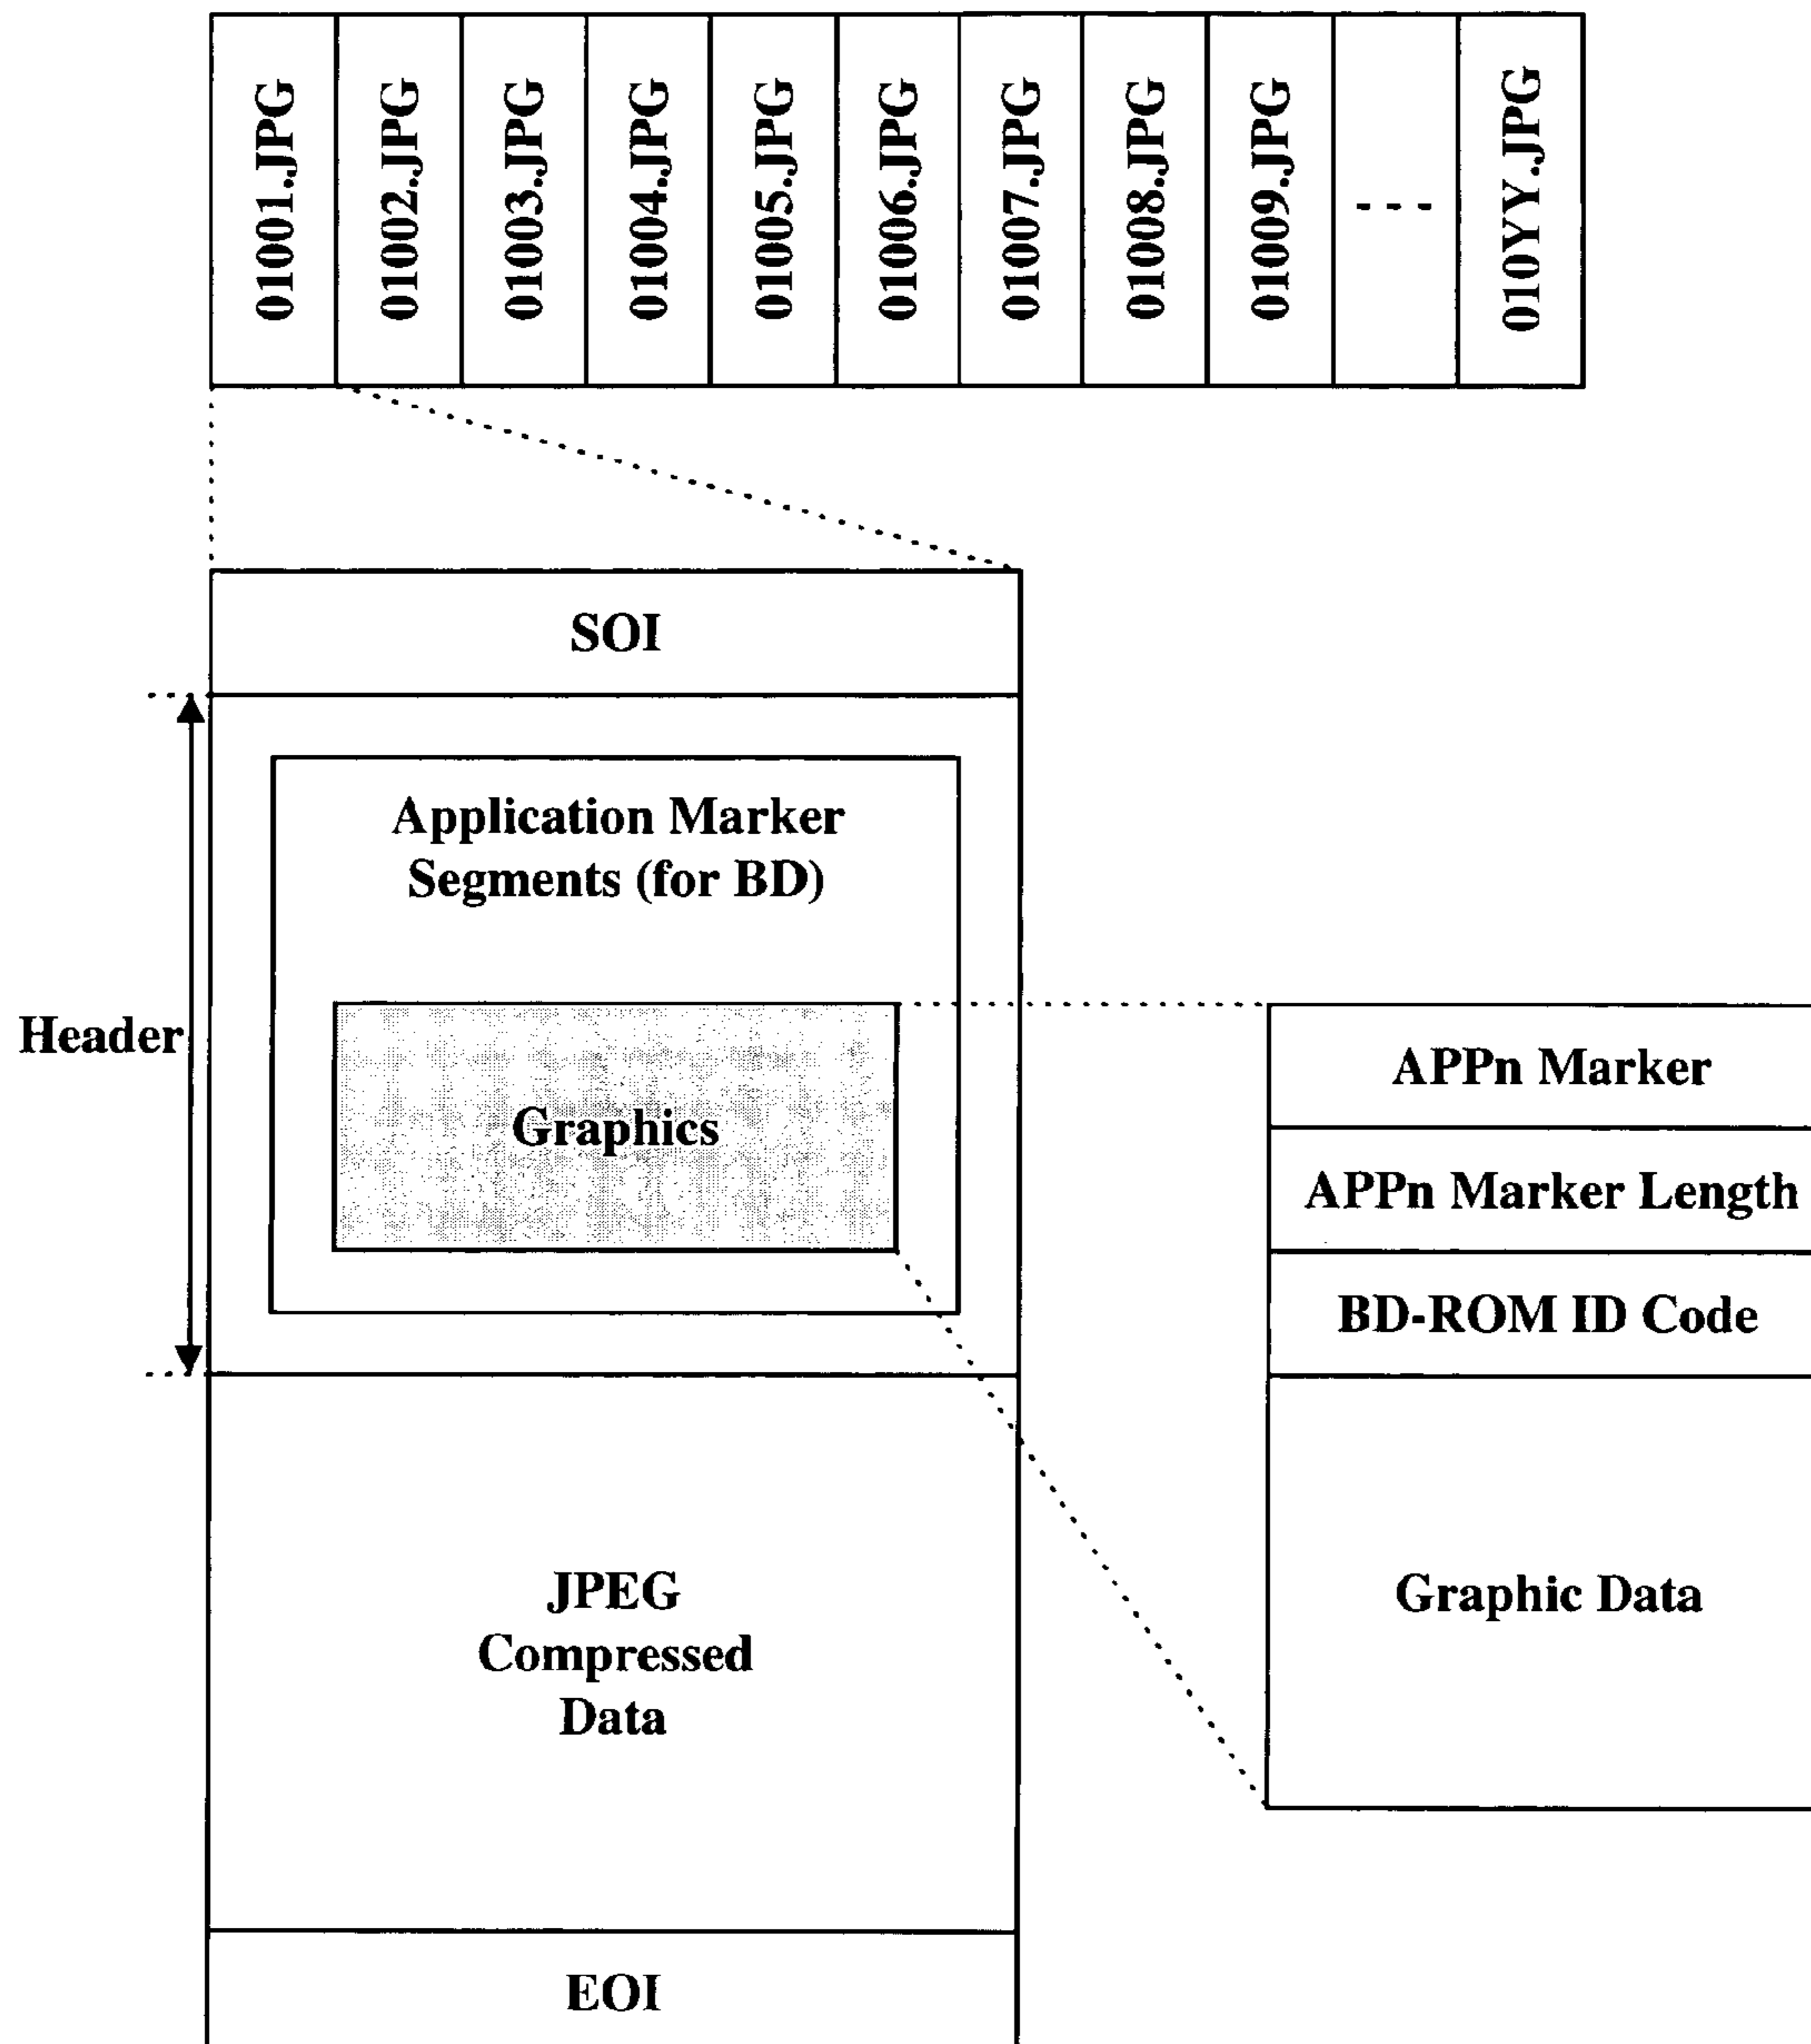 01001.JPG
01002.JPG
01003.JPG
01004.JPG
01005.JPG
01006.JPG
01007.JPG
01008.JPG
01009.JPG
- - -
010YY.JPG
SOI
Application Marker
Segments (for BD)
Header
Graphics
APPn Marker
APPn Marker Length
BD-ROM ID Code
Graphic Data
JPEG
Compressed
Data
EOI